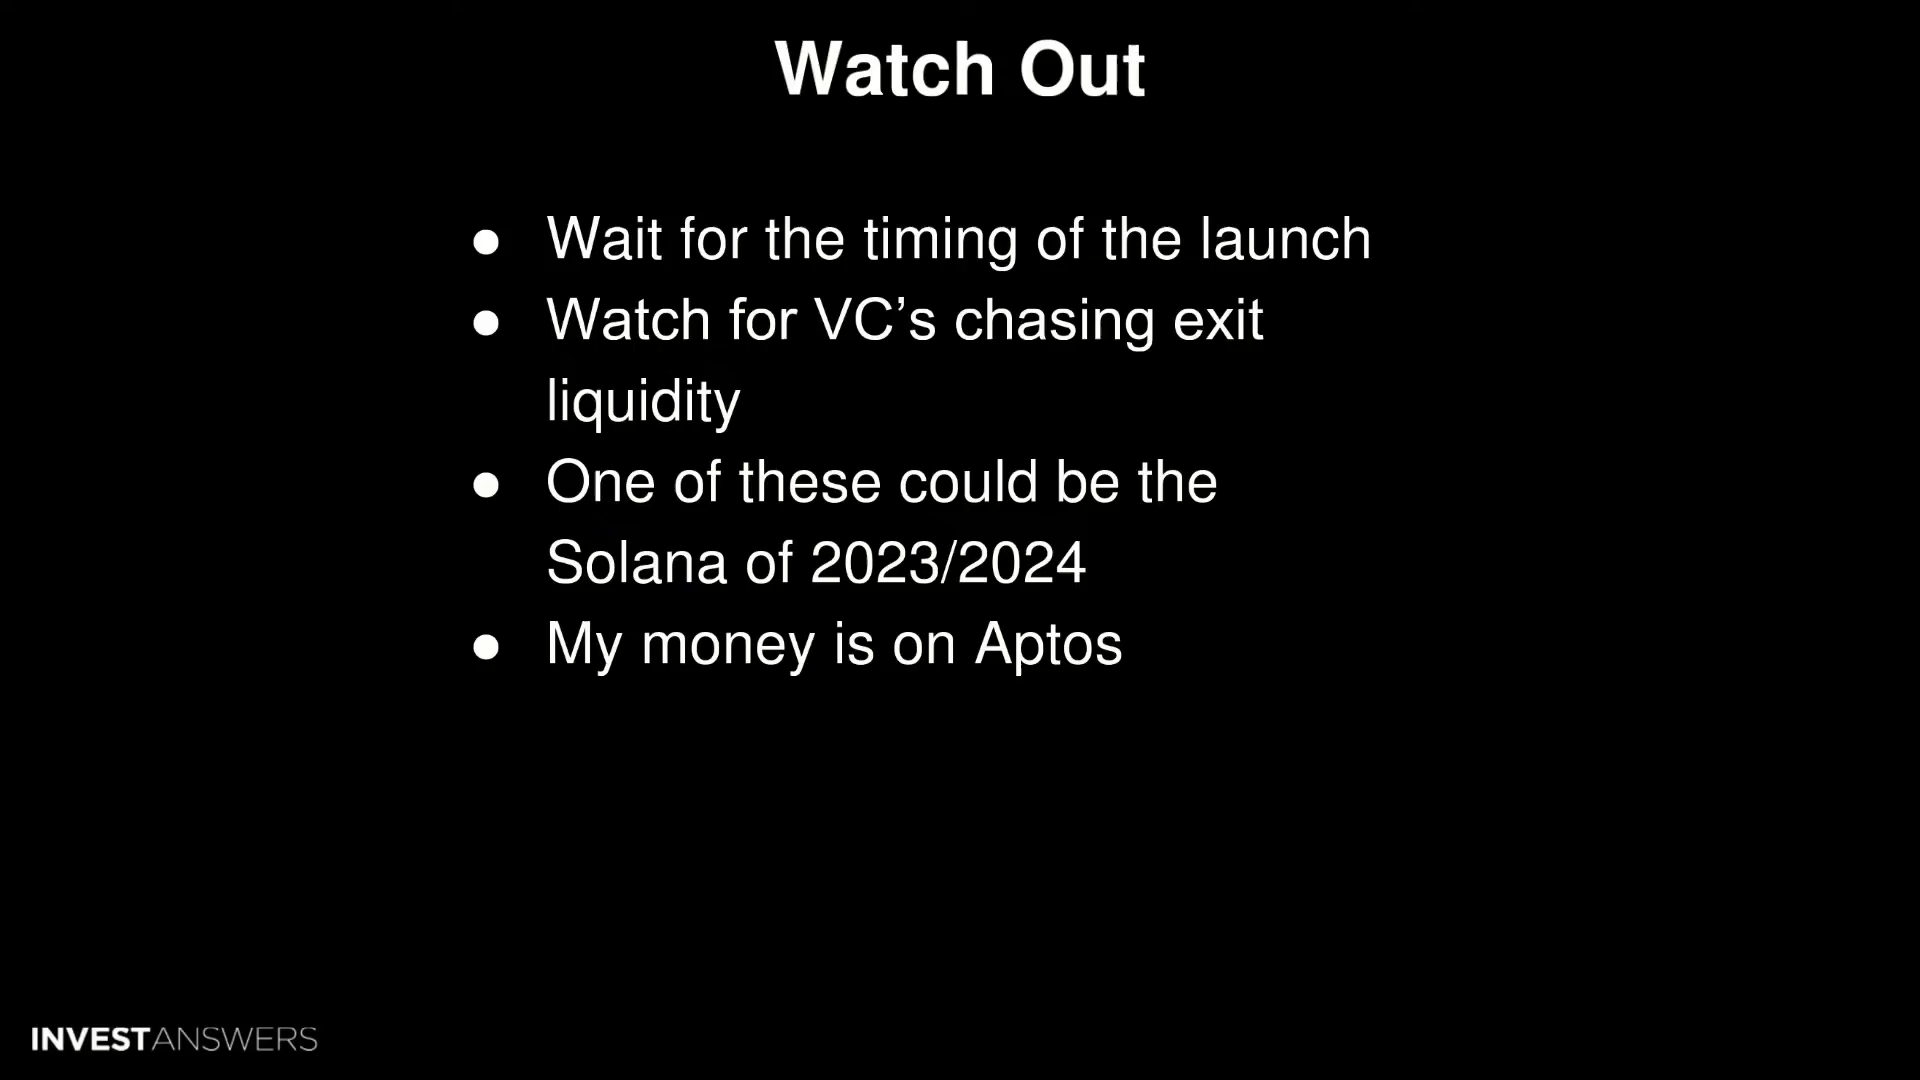 Watch Out
● Wait for the timing of the launch
● Watch for VC’s chasing exit
liquidity
● One of these could be the
Solana of 2023/2024
● My money is on Aptos
INVESTANSWERS